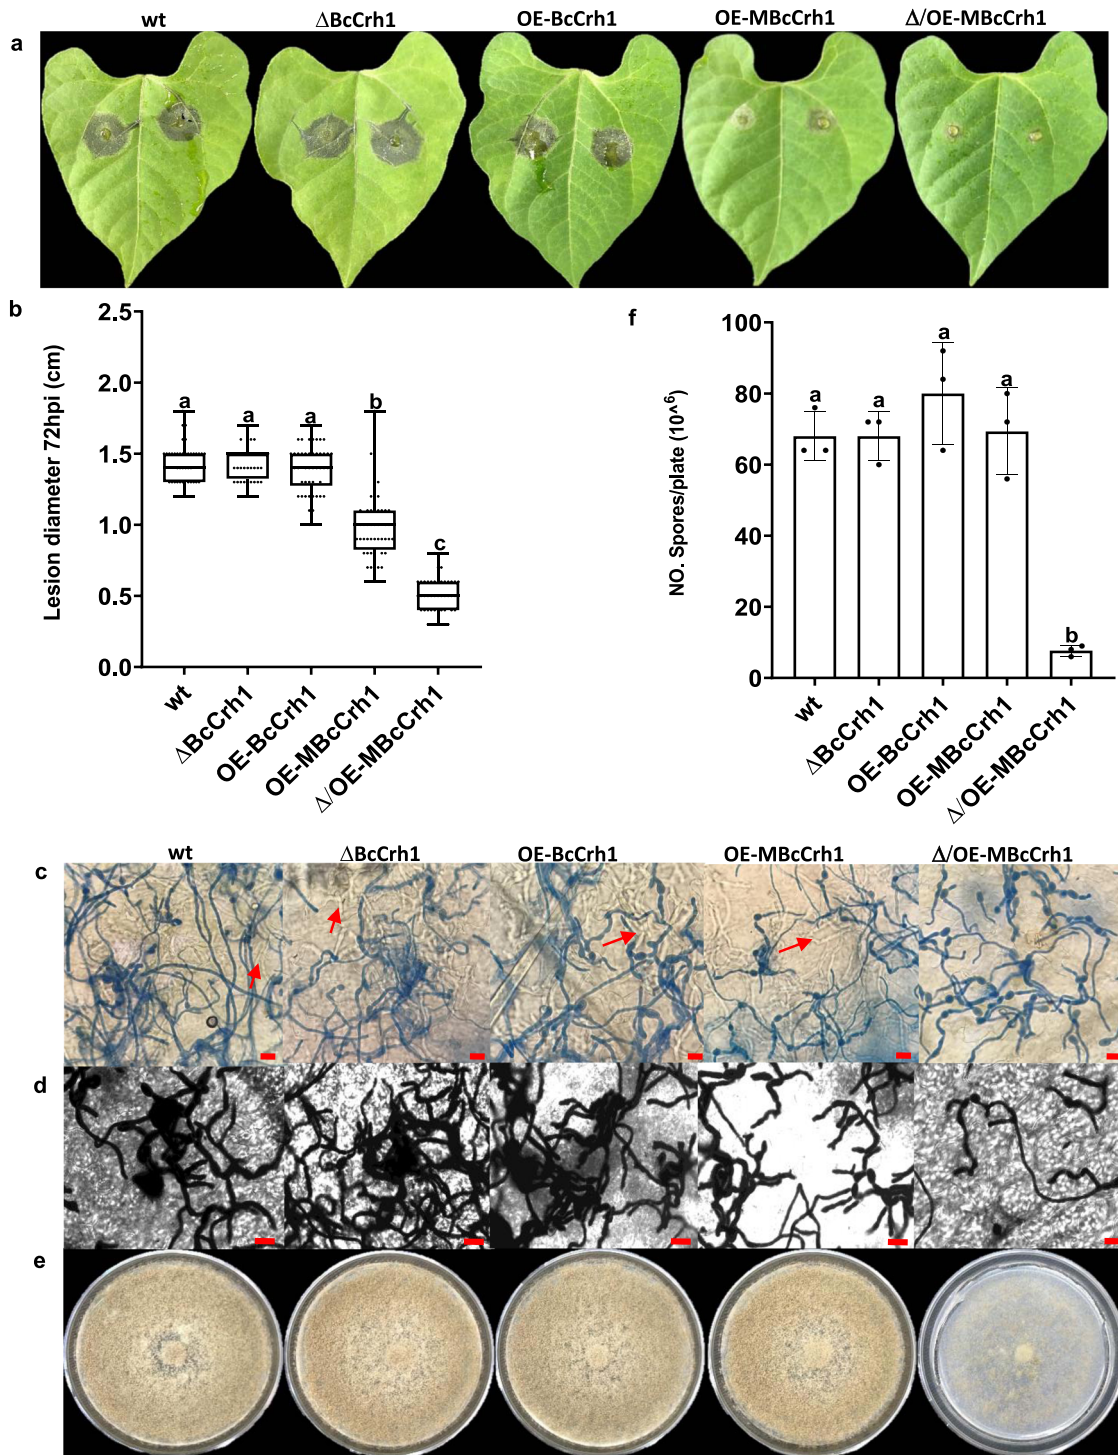 wt ΔBcCrh1 OE-BcCrh1 OE-MBcCrh1 Δ/OE-MBcCrh1
a
b
Lesion diameter 72hpi (cm)
2.5
2.0
1.5
1.0
0.5
0.0
a a a b c
wt ΔBcCrh1 OE-BcCrh1 OE-MBcCrh1 Δ/OE-MBcCrh1
f
NO. Spores/plate (10^6)
100
80
60
40
20
0
a a a a b
wt ΔBcCrh1 OE-BcCrh1 OE-MBcCrh1 Δ/OE-MBcCrh1
wt ΔBcCrh1 OE-BcCrh1 OE-MBcCrh1 Δ/OE-MBcCrh1
c
d
e